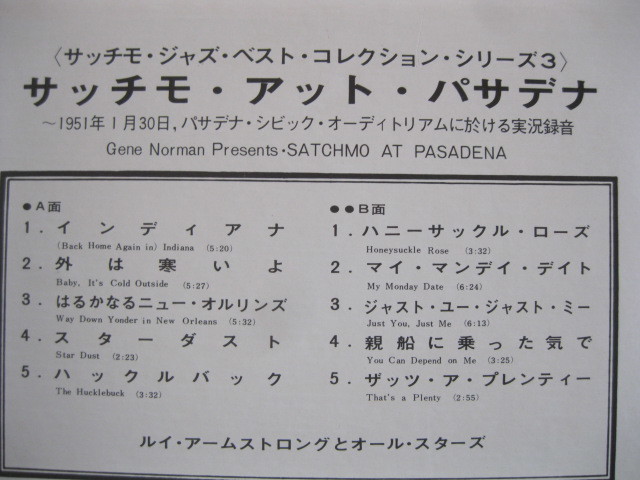 〈サッチモ・ジャズ・ベスト・コレクション・シリーズ3〉
サッチモ・アット・パサデナ
～1951年1月30日,パサデナ・シビック・オーディトリアムに於ける実況録音
Gene Norman Presents・SATCHMO AT PASADENA
●A面
1.インディアナ
(Back Home Again in) Indiana (5:20)
2.外は寒いよ
Baby, It's Cold Outside (5:27)
3.はるかなるニュー・オルリンズ
Way Down Yonder in New Orleans (5:32)
4.スターダスト
Star Dust (2:23)
5.ハックルバック
The Hucklebuck (3:32)
●●B面
1.ハニーサックル・ローズ
Honeysuckle Rose (3:32)
2.マイ・マンデイ・デイト
My Monday Date (6:24)
3.ジャスト・ユー・ジャスト・ミー
Just You, Just Me (6:13)
4.親船に乗った気で
You Can Depend on Me (3:25)
5.ザッツ・ア・プレンティー
That's a Plenty (2:55)
ルイ・アームストロングとオール・スターズ